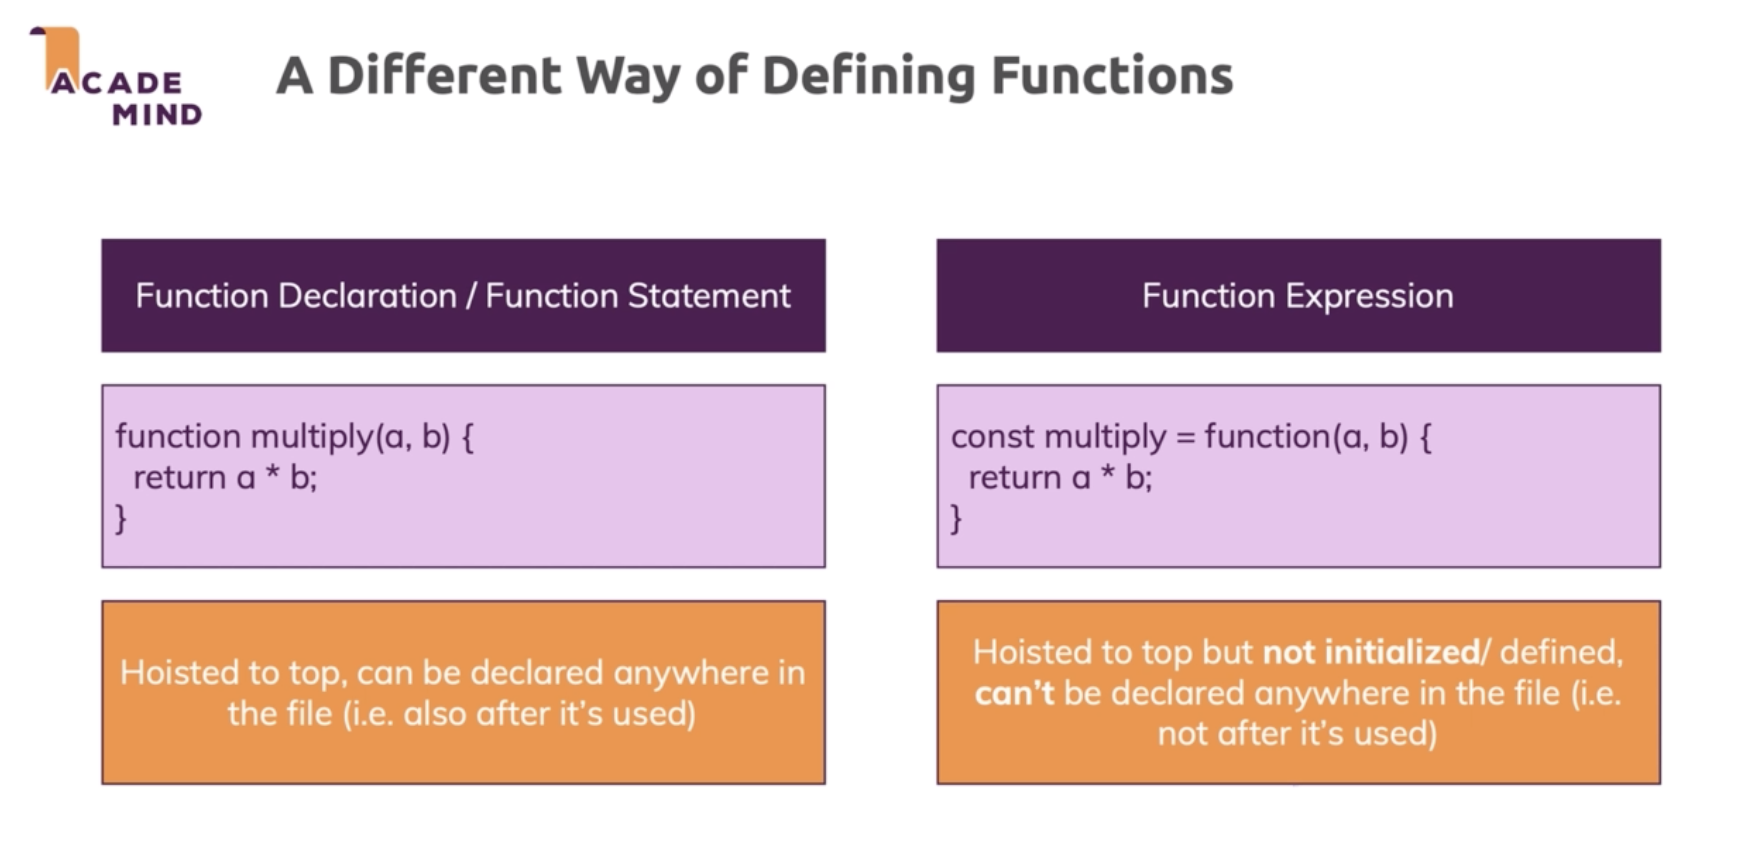 ACADE
MIND
A Different Way of Defining Functions
Function Declaration / Function Statement
function multiply(a, b) {
return a * b;
}
Hoisted to top, can be declared anywhere in
the file (i.e. also after it's used)
Function Expression
const multiply = function(a, b) {
return a * b;
}
Hoisted to top but not initialized/ defined,
can't be declared anywhere in the file (i.e.
not after it's used)